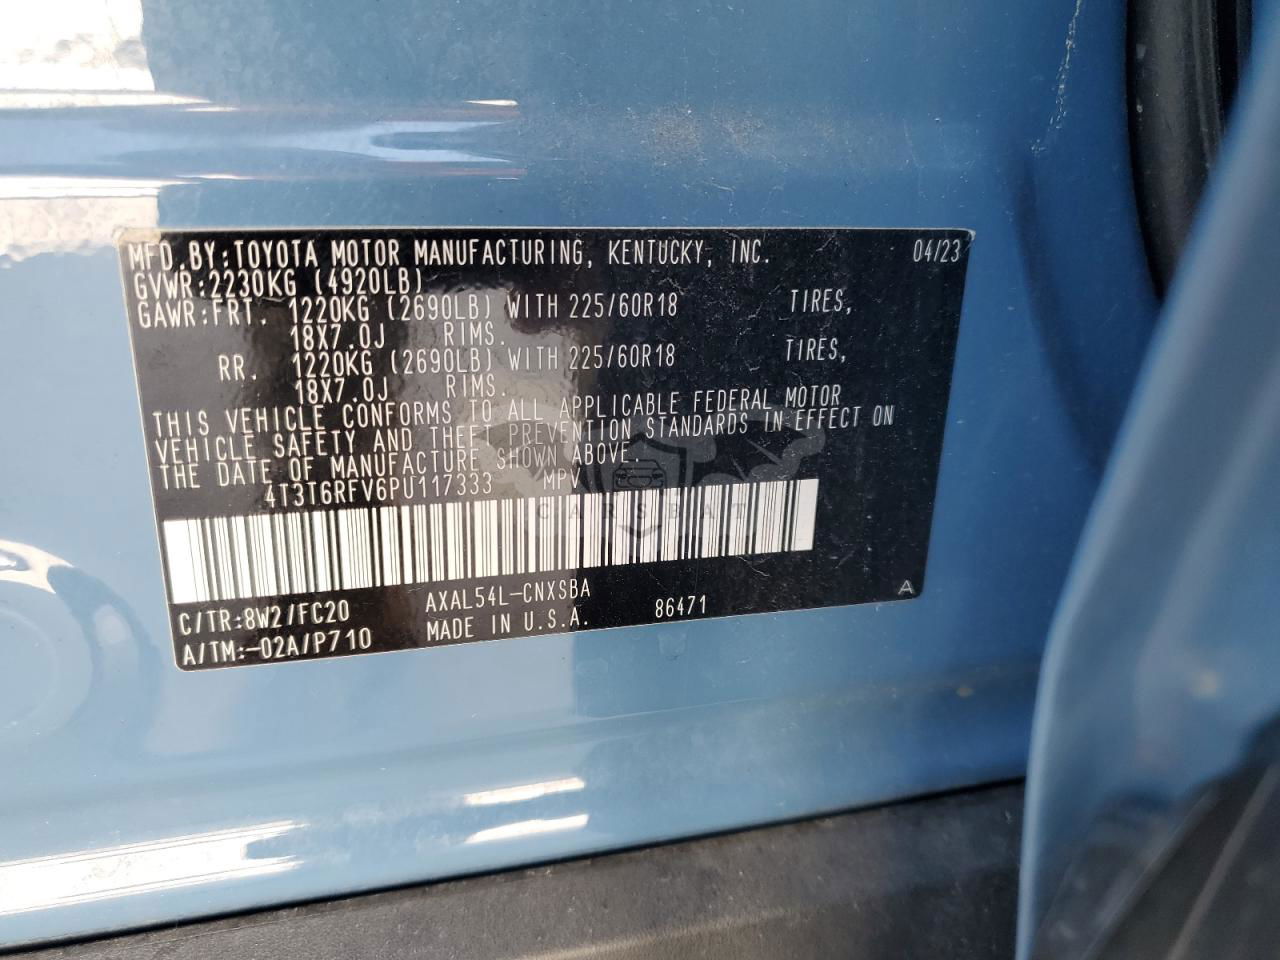 MFD.BY:TOYOTA MOTOR MANUFACTURING, KENTUCKY, INC. 04/23
GVWR:2230KG (4920LB)
GAWR:FRT. 1220KG (2690LB) WITH 225/60R18 TIRES,
18X7.0J RIMS.
RR. 1220KG (2690LB) WITH 225/60R18 TIRES,
18X7.0J RIMS.
THIS VEHICLE CONFORMS TO ALL APPLICABLE FEDERAL MOTOR
VEHICLE SAFETY AND THEFT PREVENTION STANDARDS IN EFFECT ON
THE DATE OF MANUFACTURE SHOWN ABOVE.
4T3T6RFV6PU117333 MPV
CARSBAT
C/TR:8W2/FC20 AXAL54L-CNXSBA 86471 A
A/TM:-02A/P710 MADE IN U.S.A.